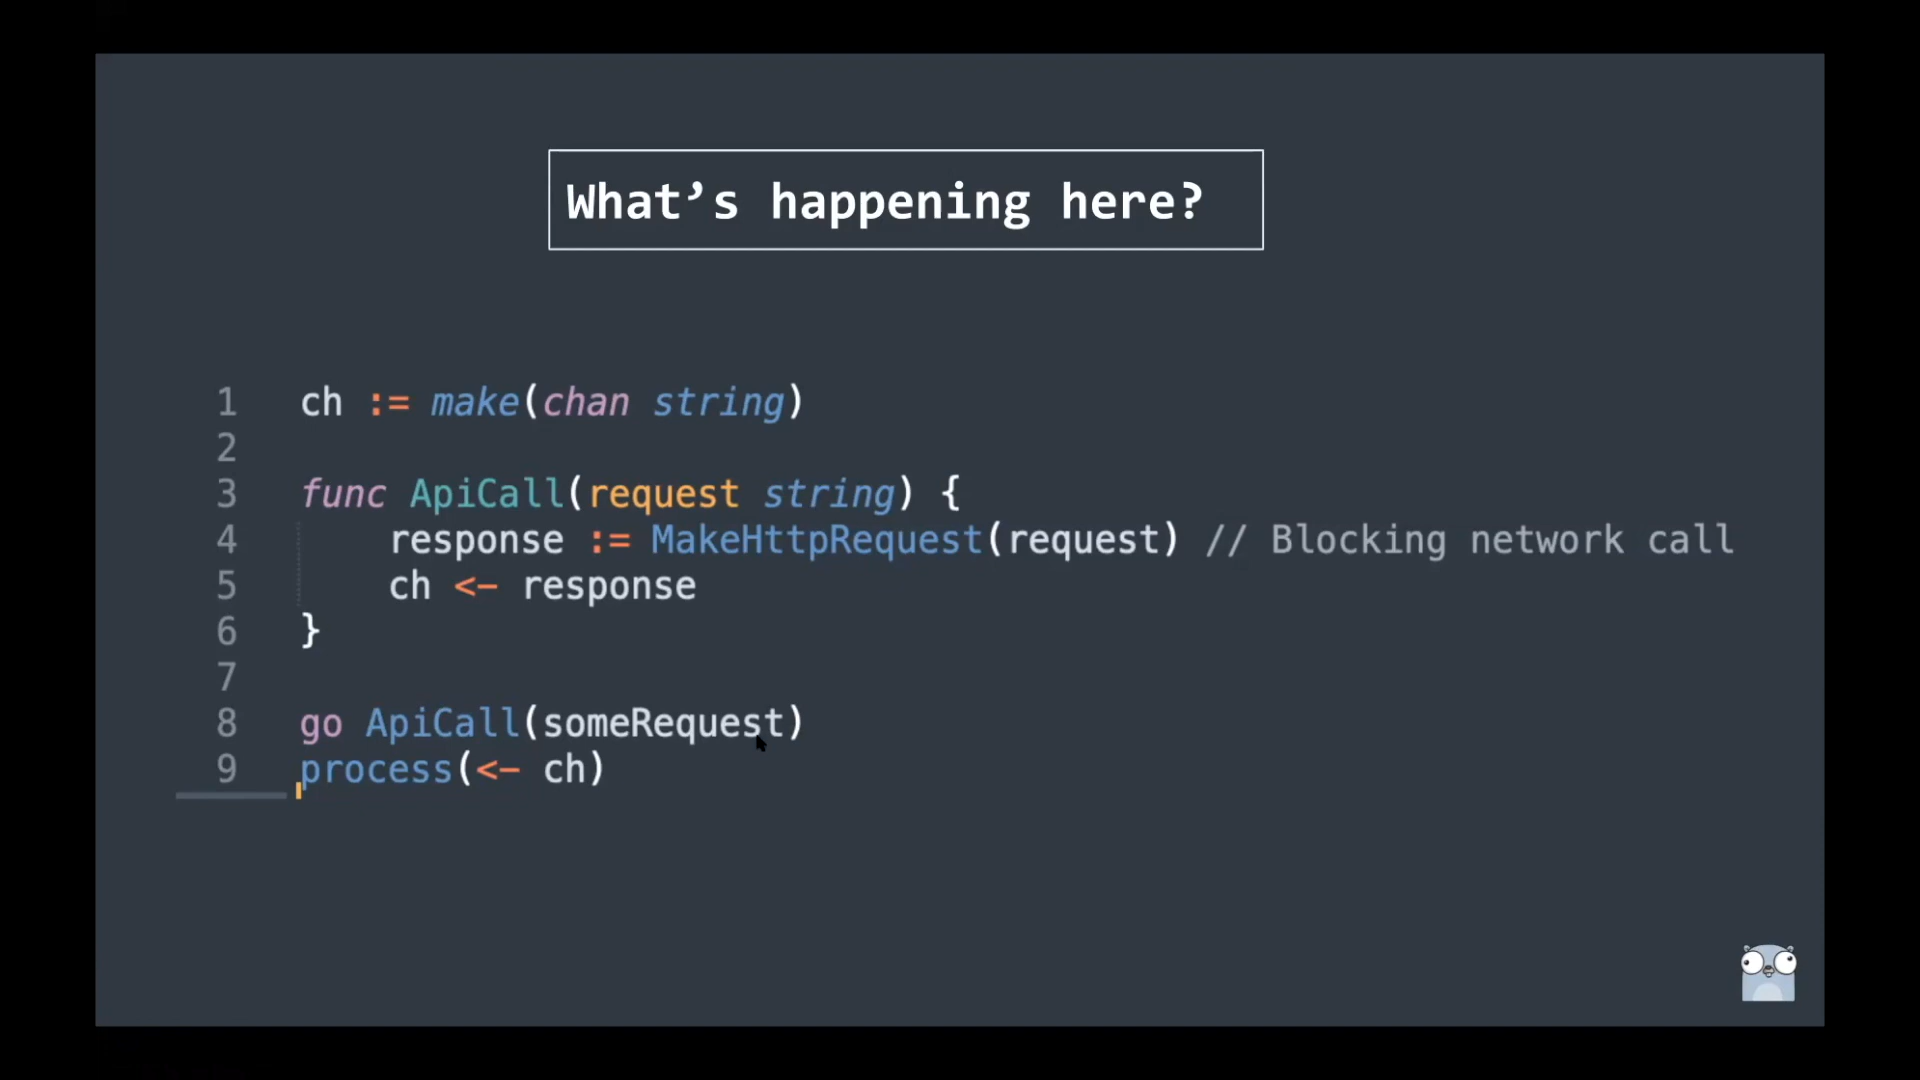 What’s happening here?
1 ch := make(chan string)
2
3 func ApiCall(request string) {
4 response := MakeHttpRequest(request) // Blocking network call
5 ch <- response
6 }
7
8 go ApiCall(someRequest)
9 process(<- ch)